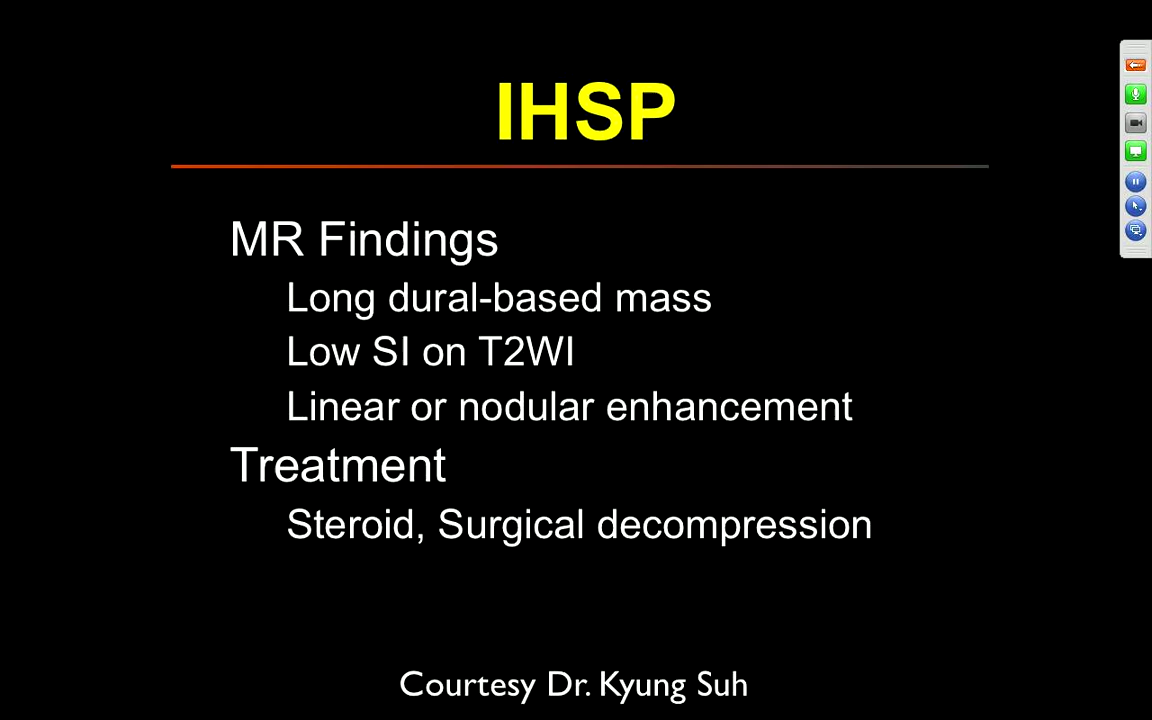 IHSP
MR Findings
Long dural-based mass
Low SI on T2WI
Linear or nodular enhancement
Treatment
Steroid, Surgical decompression
Courtesy Dr. Kyung Suh